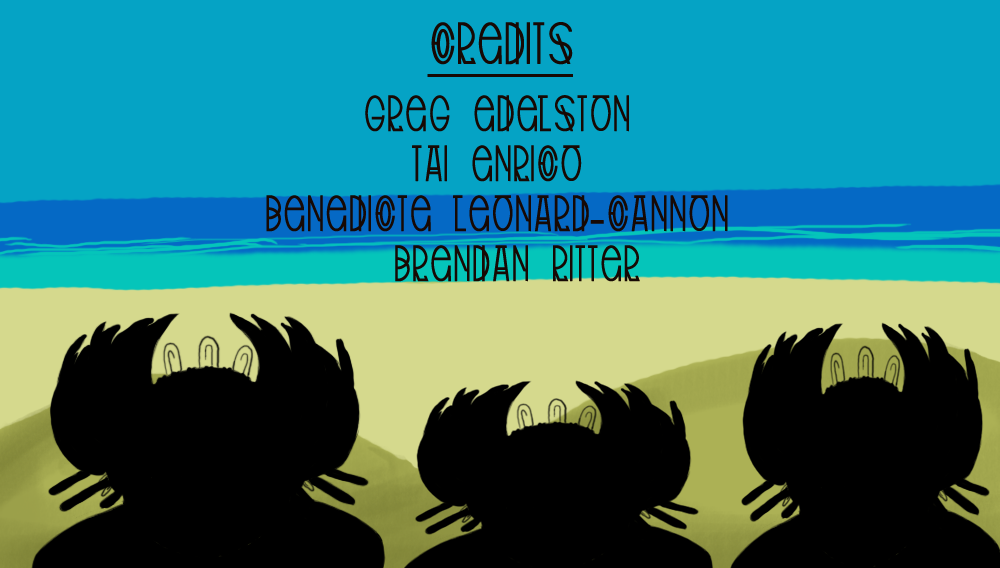 CREDITS
GREG EDELSTON
TAI ENRICO
BENEDICTE LEONARD-CANNON
BRENDAN RITTER